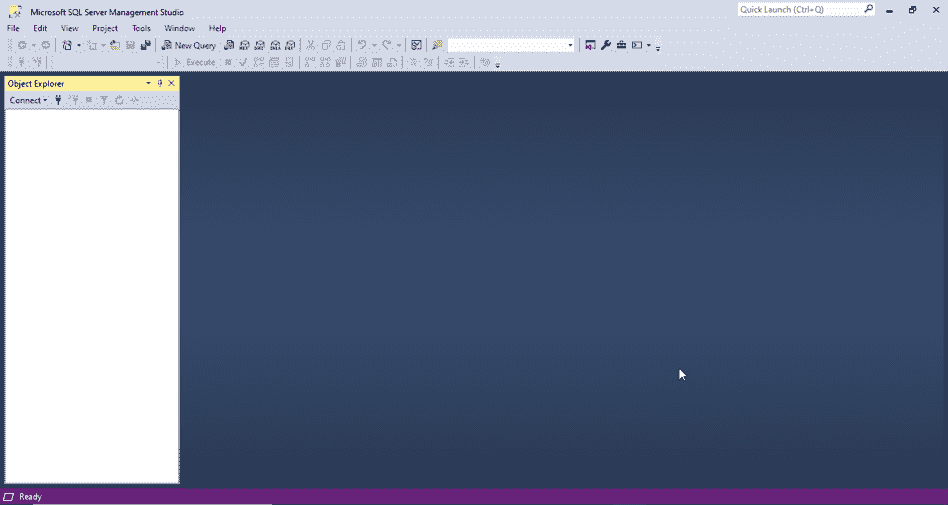 Microsoft SQL Server Management Studio
Quick Launch (Ctrl+Q)
File Edit View Project Tools Window Help
New Query
Execute
Object Explorer
Connect
Ready